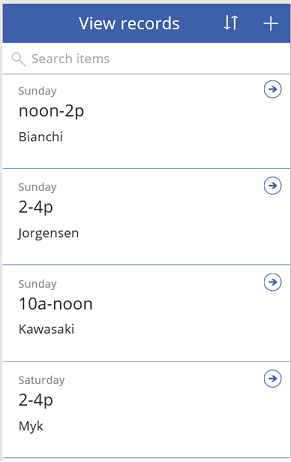 View records
Search items
Sunday
noon-2p
Bianchi
Sunday
2-4p
Jorgensen
Sunday
10a-noon
Kawasaki
Saturday
2-4p
Myk